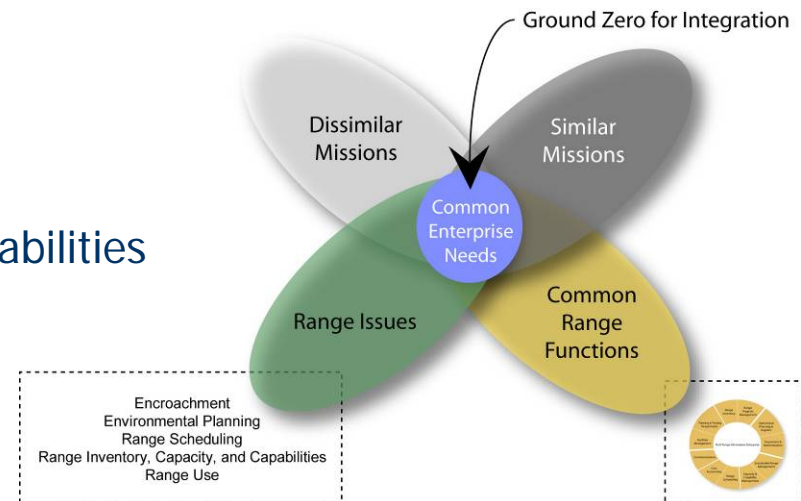 Ground Zero for Integration
Dissimilar
Missions
Similar
Missions
Common
Enterprise
Needs
abilities
Range Issues
Common
Range
Functions
Encroachment
Environmental Planning
Range Scheduling
Range Inventory, Capacity, and Capabilities
Range Use